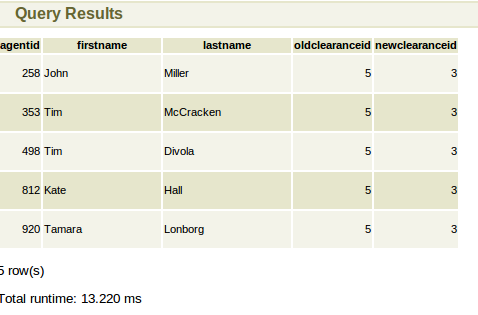 Query Results
agentid firstname lastname oldclearanceid newclearanceid
258 John Miller 5 3
353 Tim McCracken 5 3
498 Tim Divola 5 3
812 Kate Hall 5 3
920 Tamara Lonborg 5 3
5 row(s)
Total runtime: 13.220 ms